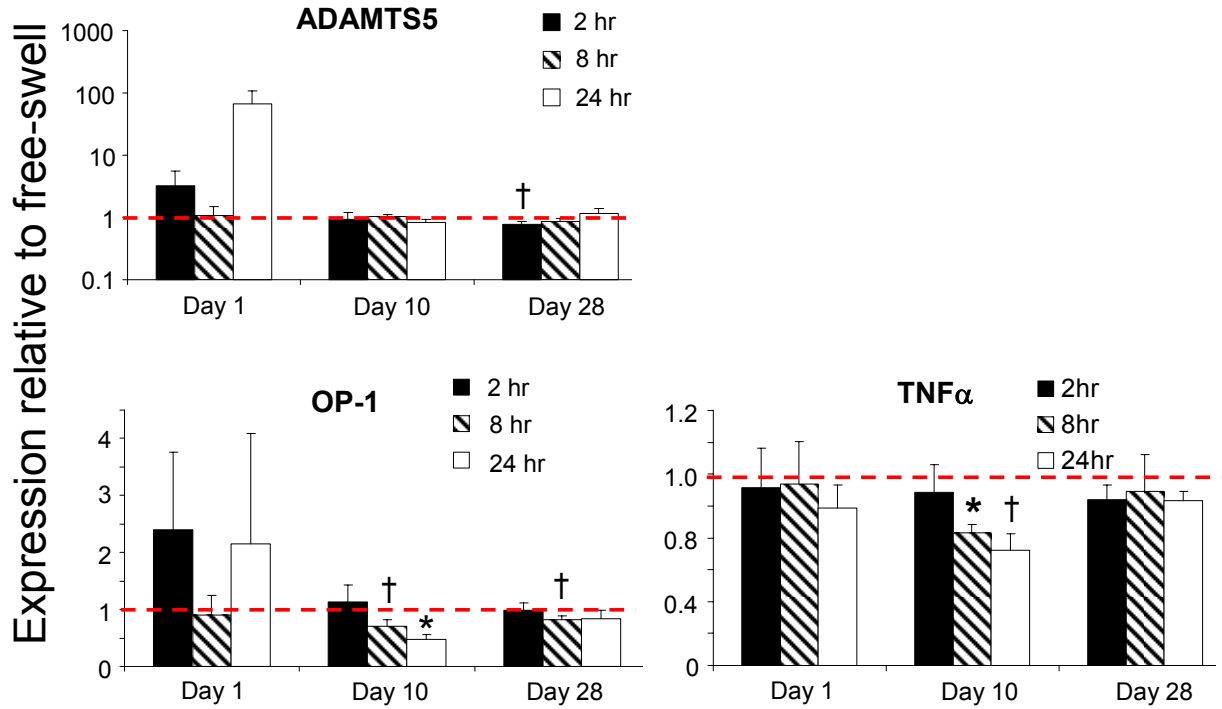 Expression relative to free-swell
ADAMTS5
2 hr
8 hr
24 hr
1000
100
10
1
0.1
†
Day 1
Day 10
Day 28
OP-1
2 hr
8 hr
24 hr
4
3
2
1
0
†
*
†
Day 1
Day 10
Day 28
TNFα
2hr
8hr
24hr
1.2
1.0
0.8
0.4
0.2
0
*
†
Day 1
Day 10
Day 28